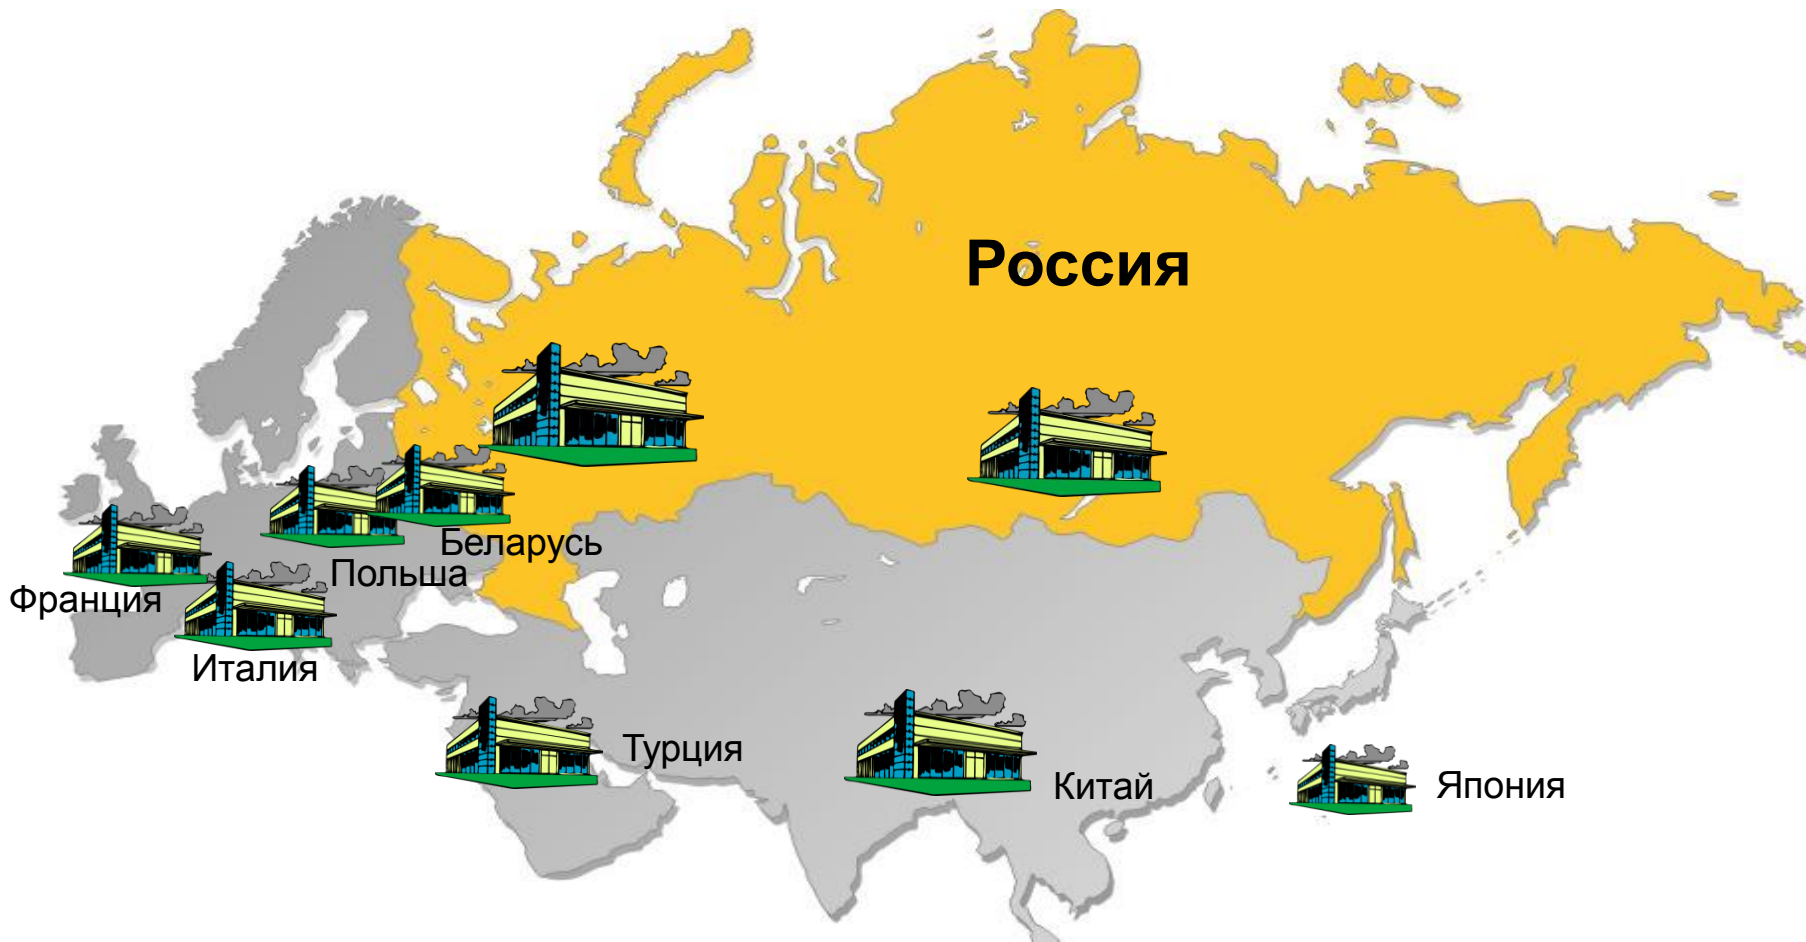 Россия
Беларусь
Польша
Франция
Италия
Турция
Китай
Япония